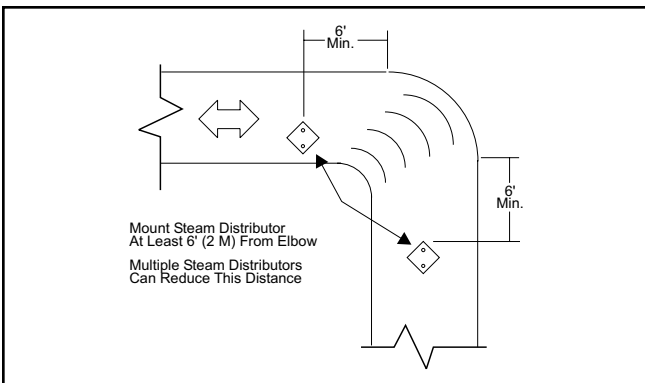 6'
Min.
6'
Min.
Mount Steam Distributor
At Least 6' (2 M) From Elbow
Multiple Steam Distributors
Can Reduce This Distance